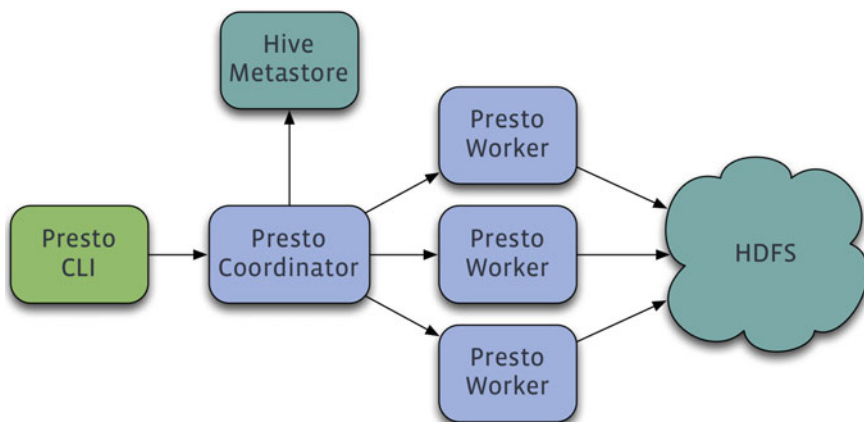 Hive
Metastore
Presto
Worker
Presto
CLI
Presto
Coordinator
Presto
Worker
HDFS
Presto
Worker